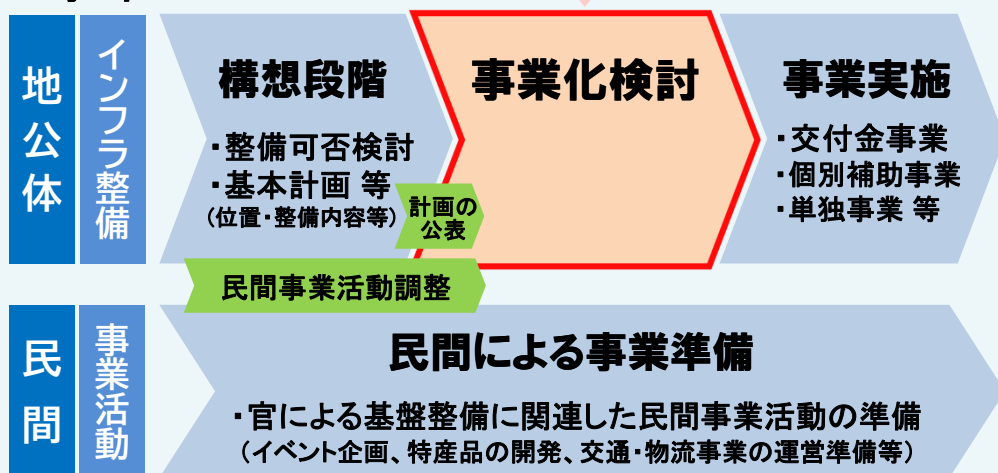 地公体
インフラ整備
構想段階
・整備可否検討
・基本計画 等
(位置・整備内容等)
計画の
公表
事業化検討
事業実施
・交付金事業
・個別補助事業
・単独事業 等
民間事業活動調整
民間
事業活動
民間による事業準備
・官による基盤整備に関連した民間事業活動の準備
(イベント企画、特産品の開発、交通・物流事業の運営準備等)